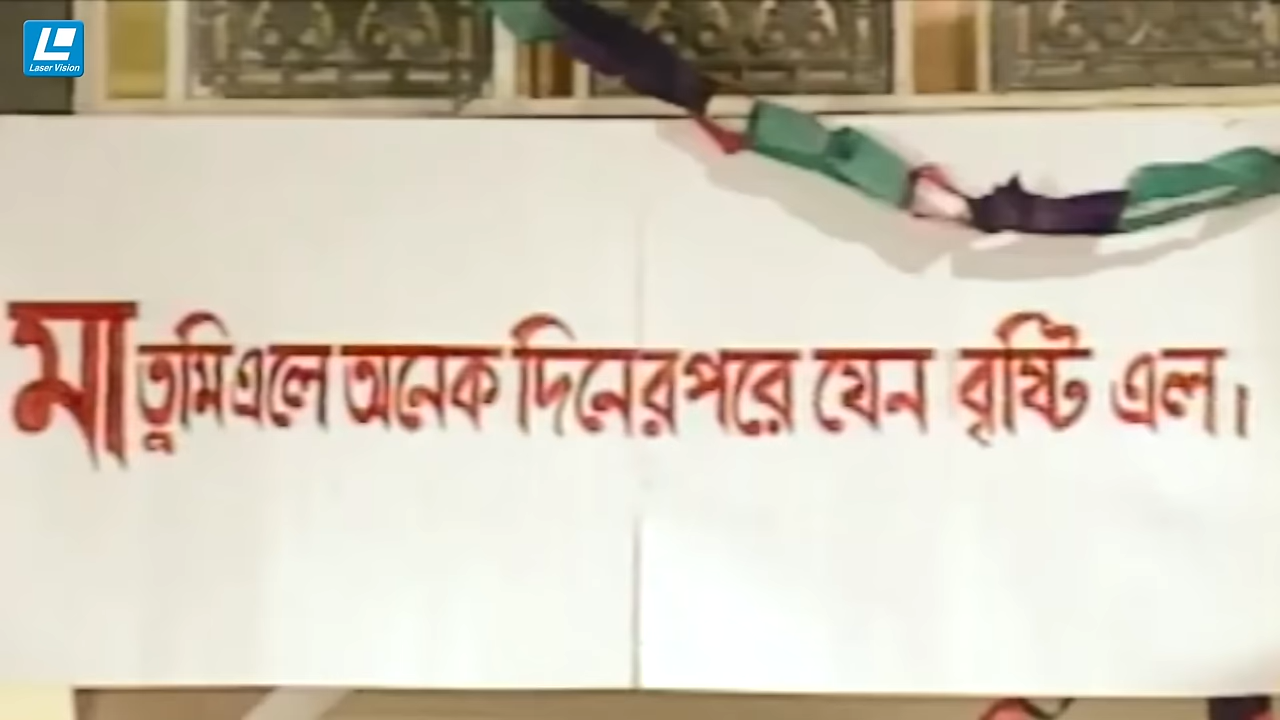 Laser Vision
মা তুমি এলে অনেক দিনের পরে যেন বৃষ্টি এল।